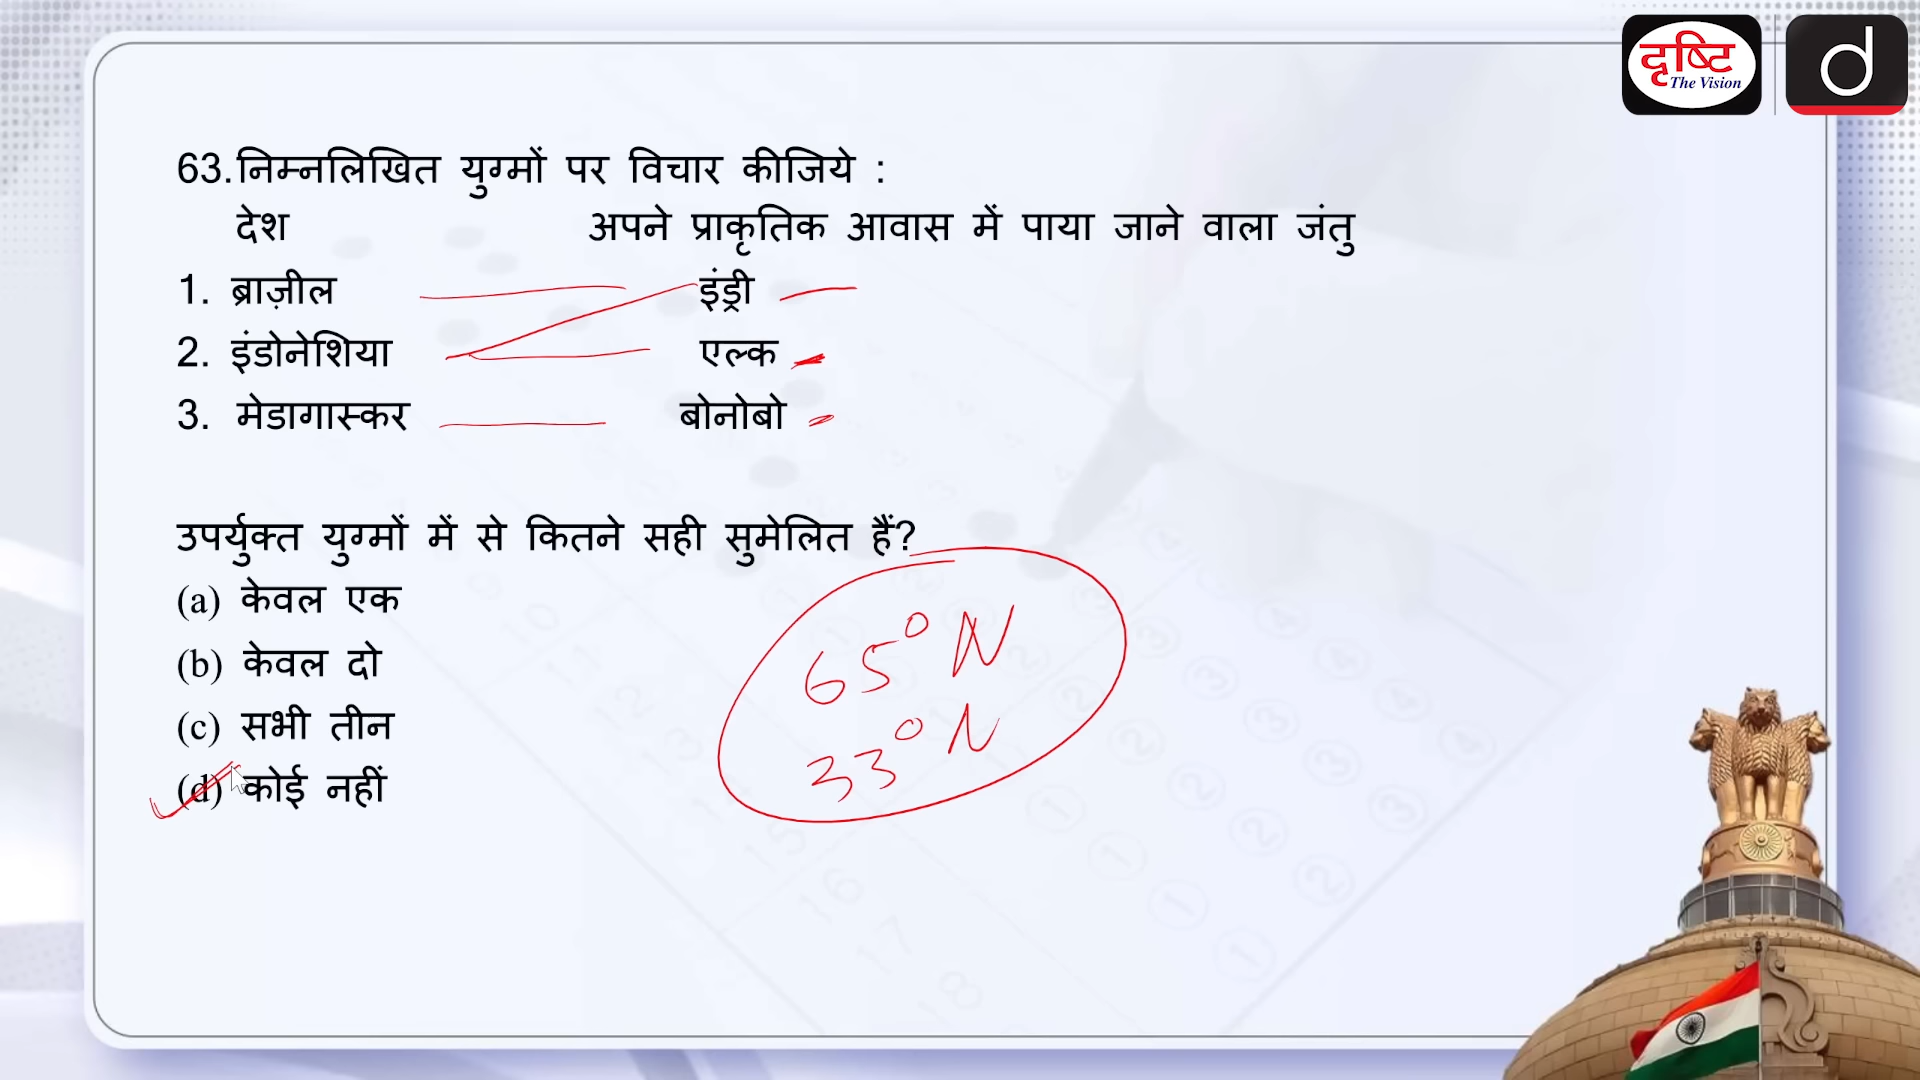 दृष्टि
The Vision
d
63.निम्नलिखित युग्मों पर विचार कीजिये :
देश अपने प्राकृतिक आवास में पाया जाने वाला जंतु
1. ब्राज़ील इंड्री
2. इंडोनेशिया एल्क
3. मेडागास्कर बोनोबो
उपर्युक्त युग्मों में से कितने सही सुमेलित हैं?
(a) केवल एक
(b) केवल दो
(c) सभी तीन
(d) कोई नहीं
65° N
33° N